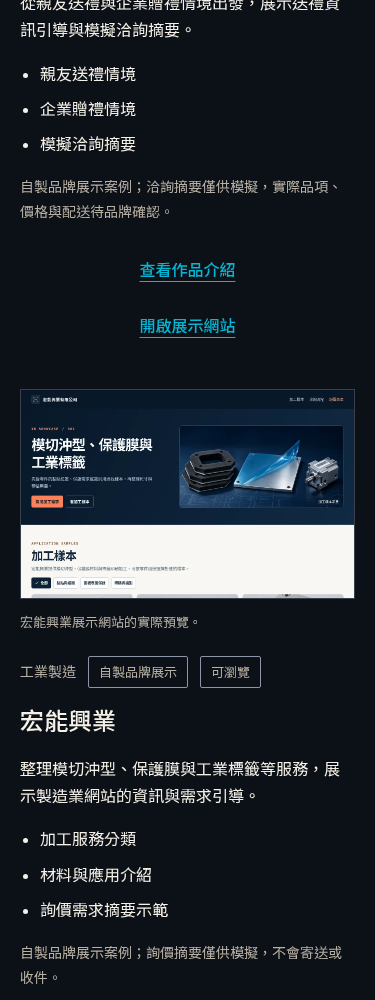 從親友送禮與企業贈禮情境出發，展示送禮資
訊引導與模擬洽詢摘要。
親友送禮情境
企業贈禮情境
模擬洽詢摘要
自製品牌展示案例；洽詢摘要僅供模擬，實際品項、
價格與配送待品牌確認。
查看作品介紹
開啟展示網站
宏能興業有限公司
模切沖型、保護膜與
工業標籤
APPLICATION SAMPLES
加工樣本
宏能興業展示網站的實際預覽。
工業製造 自製品牌展示 可瀏覽
宏能興業
整理模切沖型、保護膜與工業標籤等服務，展
示製造業網站的資訊與需求引導。
加工服務分類
材料與應用介紹
詢價需求摘要示範
自製品牌展示案例；詢價摘要僅供模擬，不會寄送或
收件。